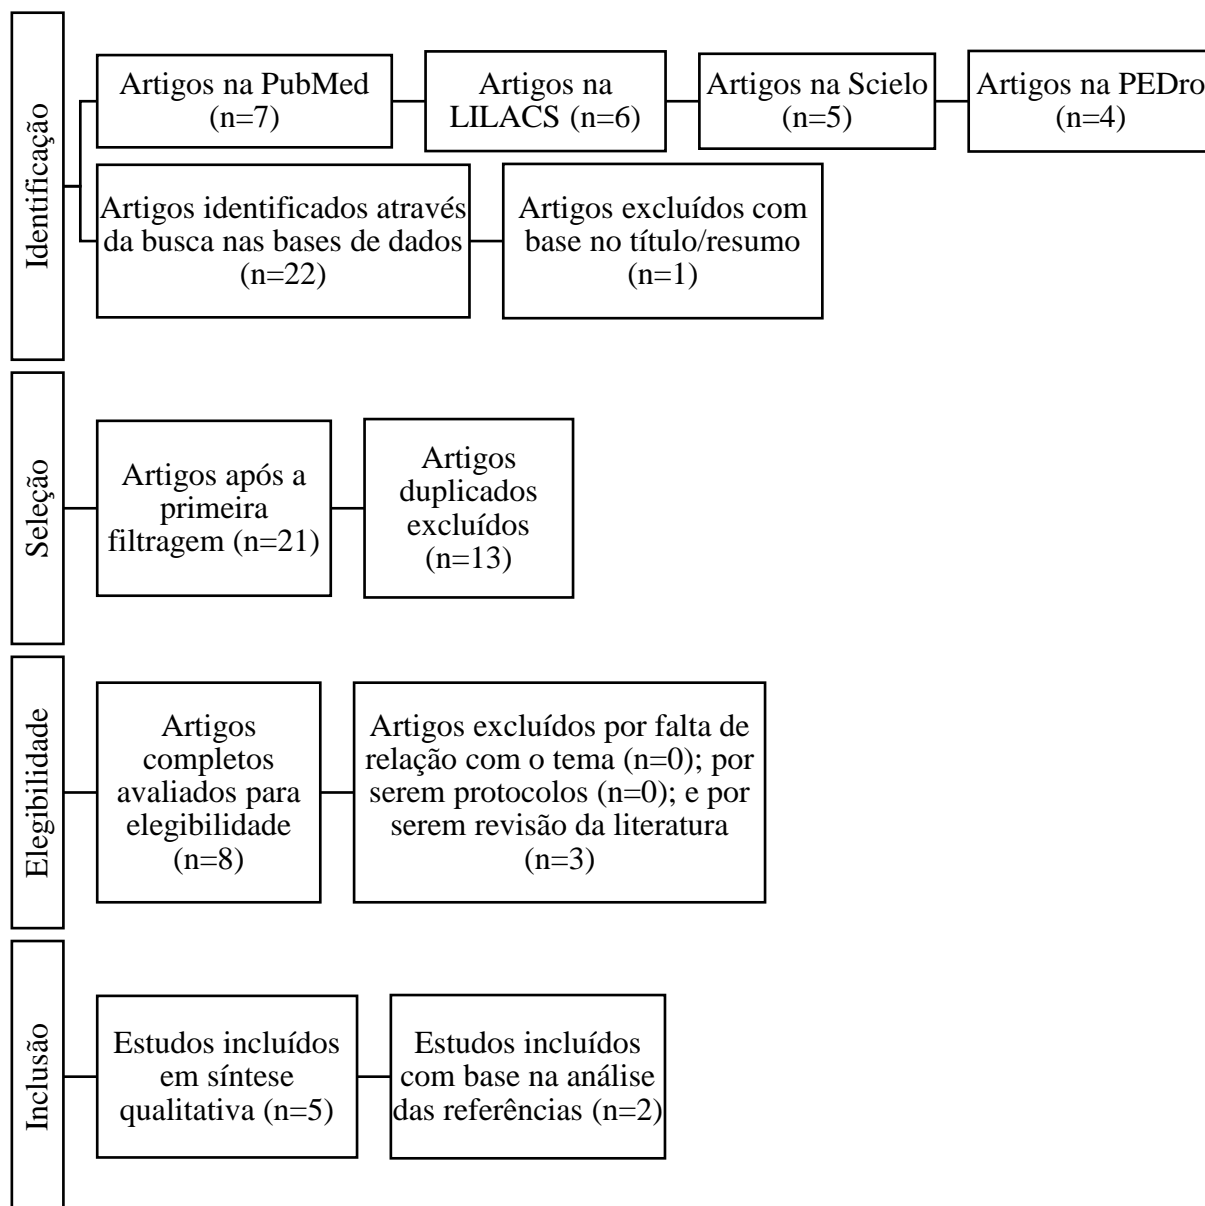 Identificação
Artigos na PubMed
(n=7)
Artigos na
LILACS (n=6)
Artigos na Scielo
(n=5)
Artigos na PEDro
(n=4)
Artigos identificados através
da busca nas bases de dados
(n=22)
Artigos excluídos com
base no título/resumo
(n=1)
Seleção
Artigos após a
primeira
filtragem (n=21)
Artigos
duplicados
excluídos
(n=13)
Elegibilidade
Artigos
completos
avaliados para
elegibilidade
(n=8)
Artigos excluídos por falta de
relação com o tema (n=0); por
serem protocolos (n=0); e por
serem revisão da literatura
(n=3)
Inclusão
Estudos incluídos
em síntese
qualitativa (n=5)
Estudos incluídos
com base na análise
das referências (n=2)